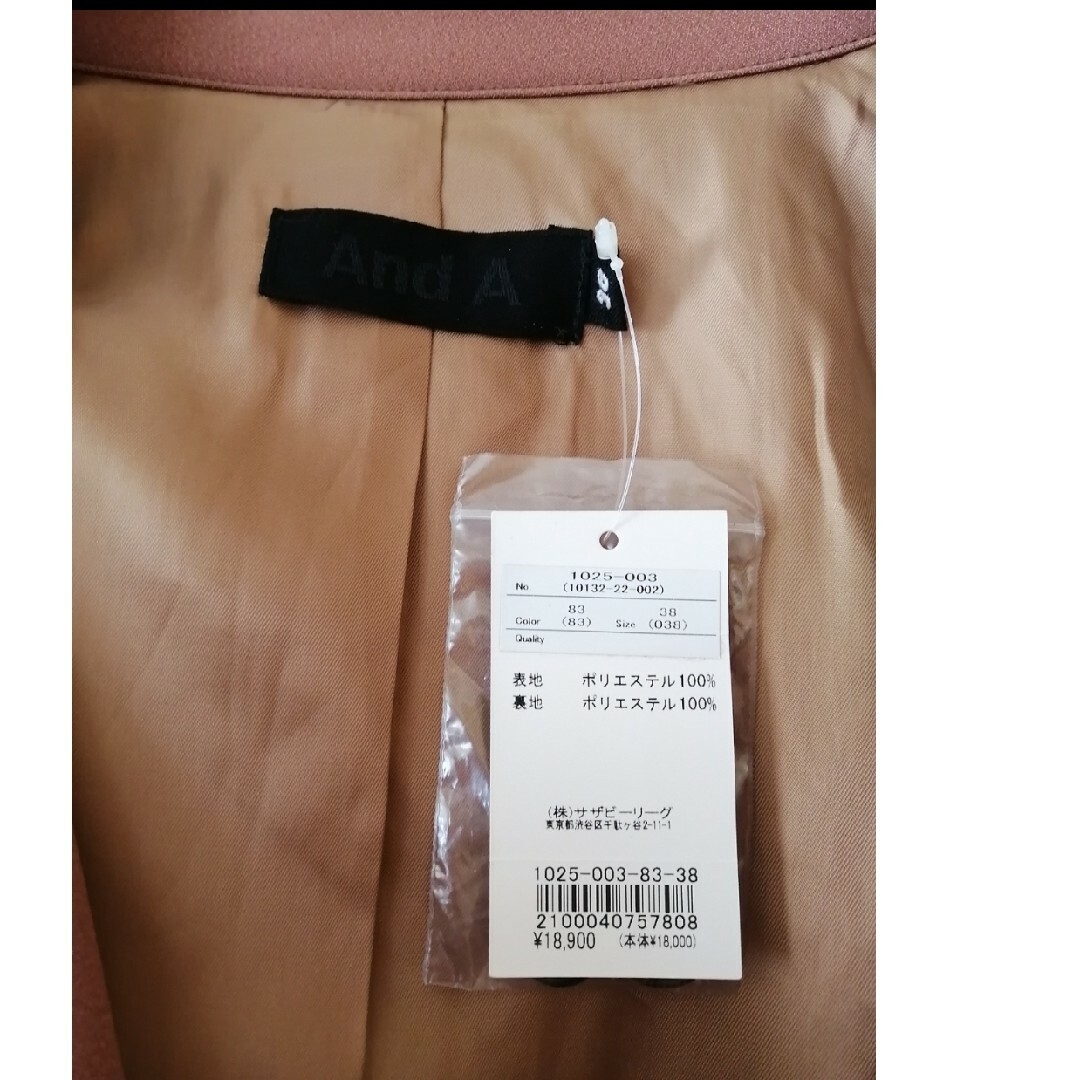 And A
38
1025-003
No (10132-22-002)
83 38
Color (83) Size (038)
Quality
表地 ポリエステル100%
裏地 ポリエステル100%
(株)サザビーリーグ
東京都渋谷区千駄ヶ谷2-11-1
1025-003-83-38
2100040757808
¥18,900 (本体¥18,000)